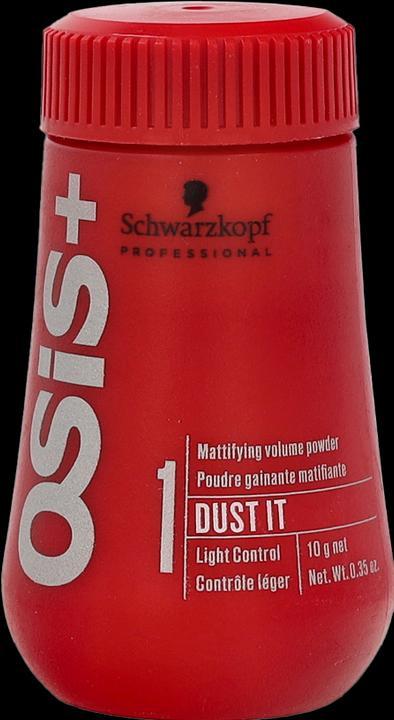 Schwarzkopf
PROFESSIONAL
OSiS+
1
Mattifying volume powder
Poudre gainante matifiante
DUST IT
Light Control
Contrôle léger
10 g net
Net. Wt. 0.35 oz.